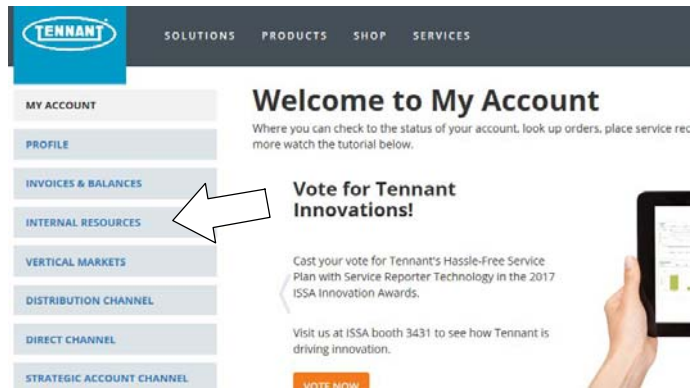 TENNANT
SOLUTIONS PRODUCTS SHOP SERVICES
MY ACCOUNT
PROFILE
INVOICES & BALANCES
INTERNAL RESOURCES
VERTICAL MARKETS
DISTRIBUTION CHANNEL
DIRECT CHANNEL
STRATEGIC ACCOUNT CHANNEL
Welcome to My Account
Where you can check to the status of your account, look up orders, place service rec
more watch the tutorial below.
Vote for Tennant
Innovations!
Cast your vote for Tennant's Hassle-Free Service
Plan with Service Reporter Technology in the 2017
ISSA Innovation Awards.
Visit us at ISSA booth 3431 to see how Tennant is
driving innovation.
VOTE NOW